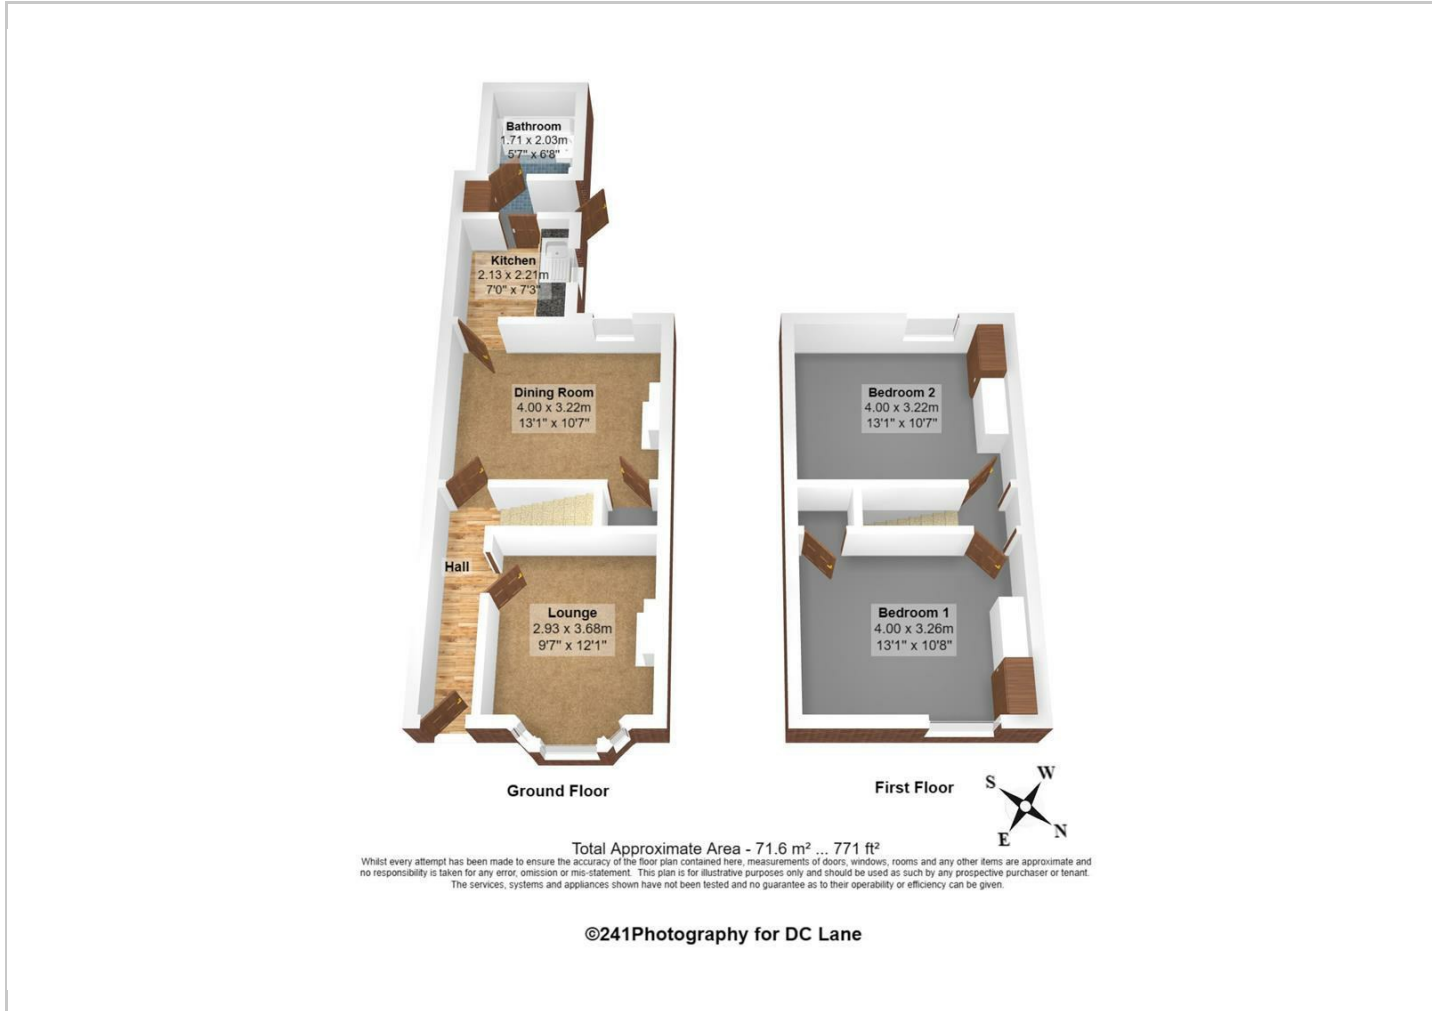 Bathroom
1.71 x 2.03m
5'7" x 6'8"
Kitchen
2.13 x 2.21m
7'0" x 7'3"
Dining Room
4.00 x 3.22m
13'1" x 10'7"
Hall
Lounge
2.93 x 3.68m
9'7" x 12'1"
Ground Floor
Bedroom 2
4.00 x 3.22m
13'1" x 10'7"
Bedroom 1
4.00 x 3.26m
13'1" x 10'8"
First Floor
S W
E N
Total Approximate Area - 71.6 m² ... 771 ft²
Whilst every attempt has been made to ensure the accuracy of the floor plan contained here, measurements of doors, windows, rooms and any other items are approximate and
no responsibility is taken for any error, omission or mis-statement. This plan is for illustrative purposes only and should be used as such by any prospective purchaser or tenant.
The services, systems and appliances shown have not been tested and no guarantee as to their operability or efficiency can be given.
©241Photography for DC Lane